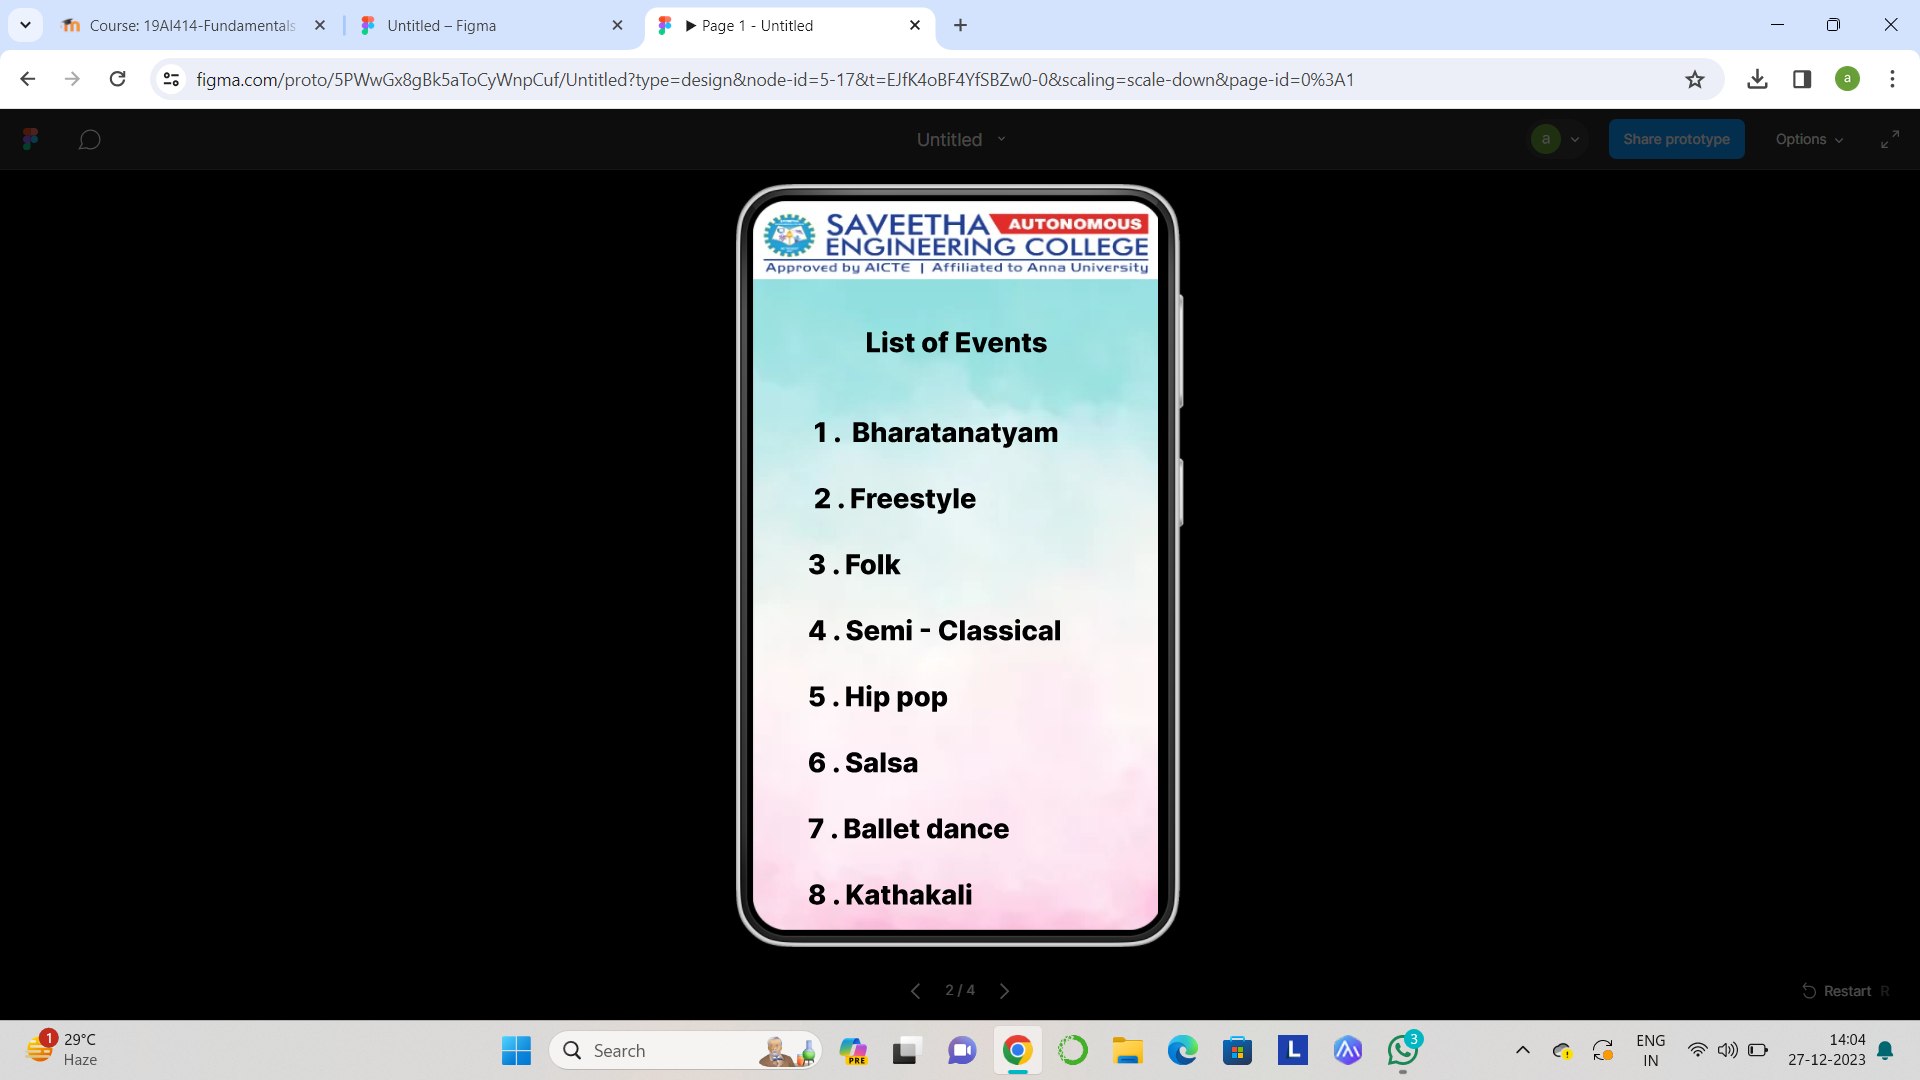 Course: 19AI414-Fundamentals
Untitled – Figma
Page 1 - Untitled
figma.com/proto/5PWwGx8gBk5aToCyWnpCuf/Untitled?type=design&node-id=5-17&t=EJfK4oBF4YfSBZw0-0&scaling=scale-down&page-id=0%3A1
a
Untitled
a
Share prototype
Options
SAVEETHA AUTONOMOUS
ENGINEERING COLLEGE
Approved by AICTE | Affiliated to Anna University
List of Events
1 . Bharatanatyam
2 . Freestyle
3 . Folk
4 . Semi - Classical
5 . Hip pop
6 . Salsa
7 . Ballet dance
8 . Kathakali
2 / 4
Restart R
1
29°C
Haze
Search
PRE
L
3
ENG
IN
14:04
27-12-2023